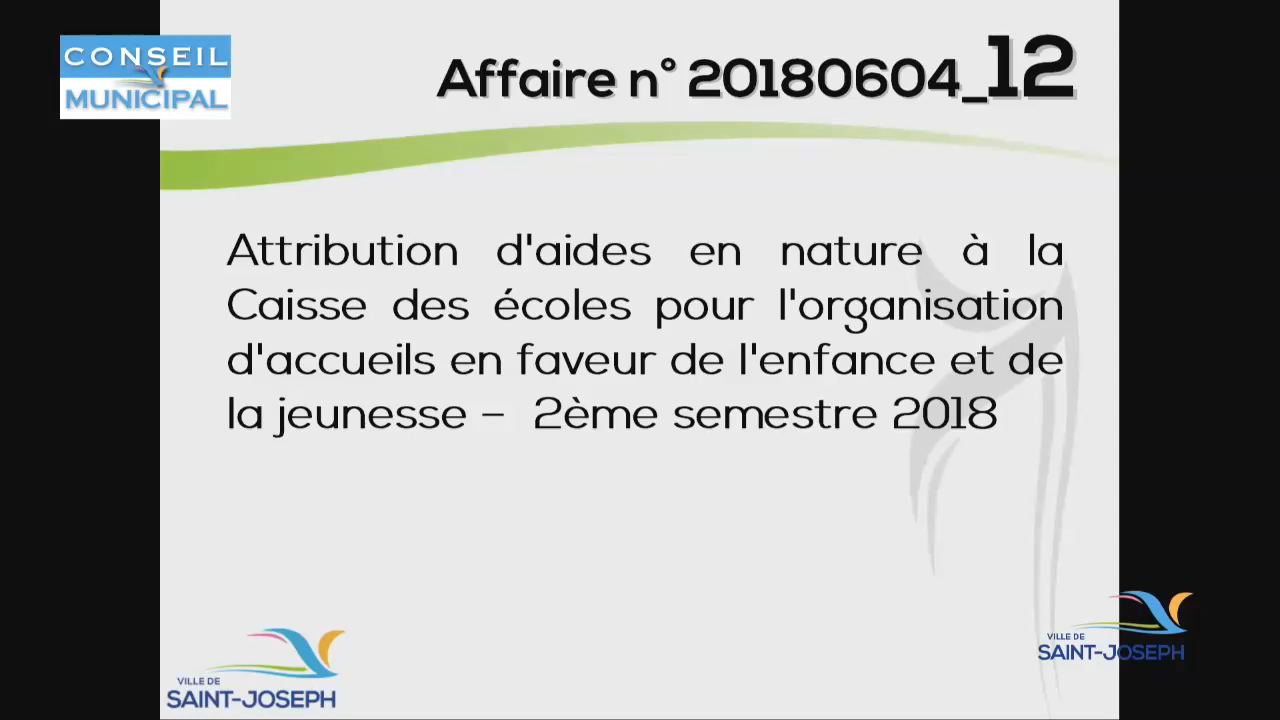 CONSEIL
MUNICIPAL
Affaire n° 20180604_12
Attribution d'aides en nature à la
Caisse des écoles pour l'organisation
d'accueils en faveur de l'enfance et de
la jeunesse – 2ème semestre 2018
VILLE DE
SAINT-JOSEPH
VILLE DE
SAINT-JOSEPH